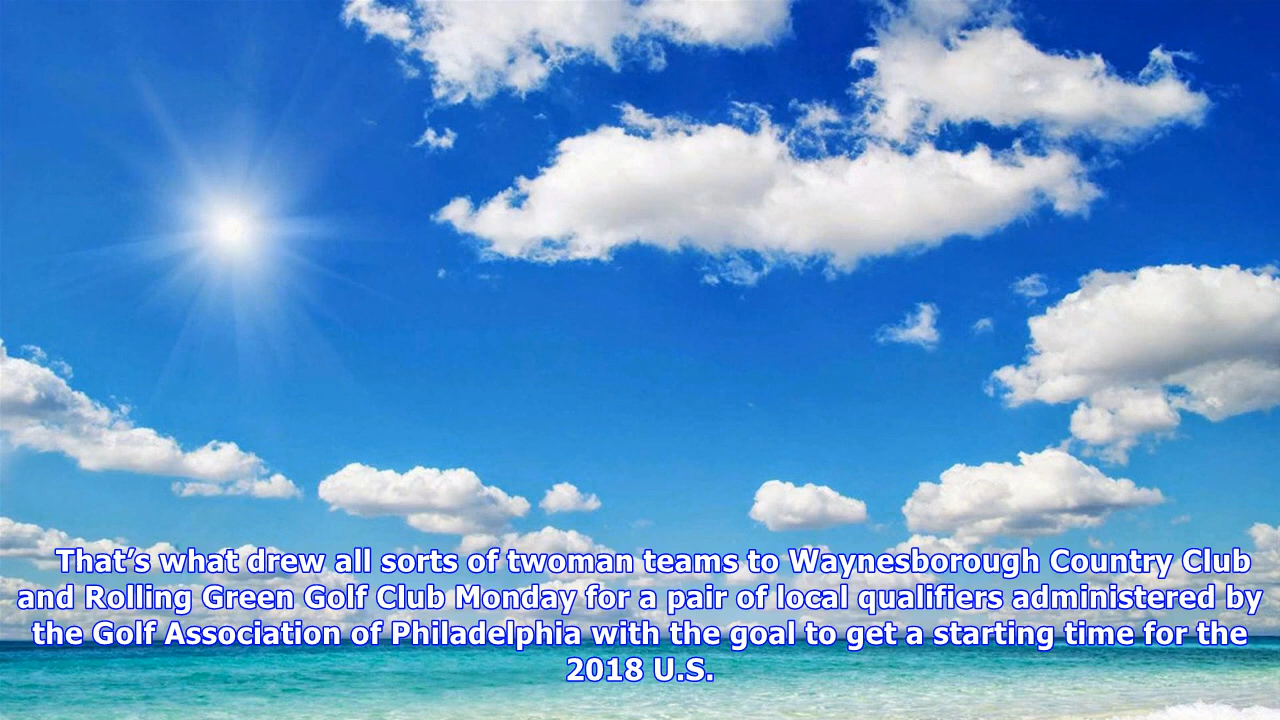 That’s what drew all sorts of twoman teams to Waynesborough Country Club
and Rolling Green Golf Club Monday for a pair of local qualifiers administered by
the Golf Association of Philadelphia with the goal to get a starting time for the
2018 U.S.